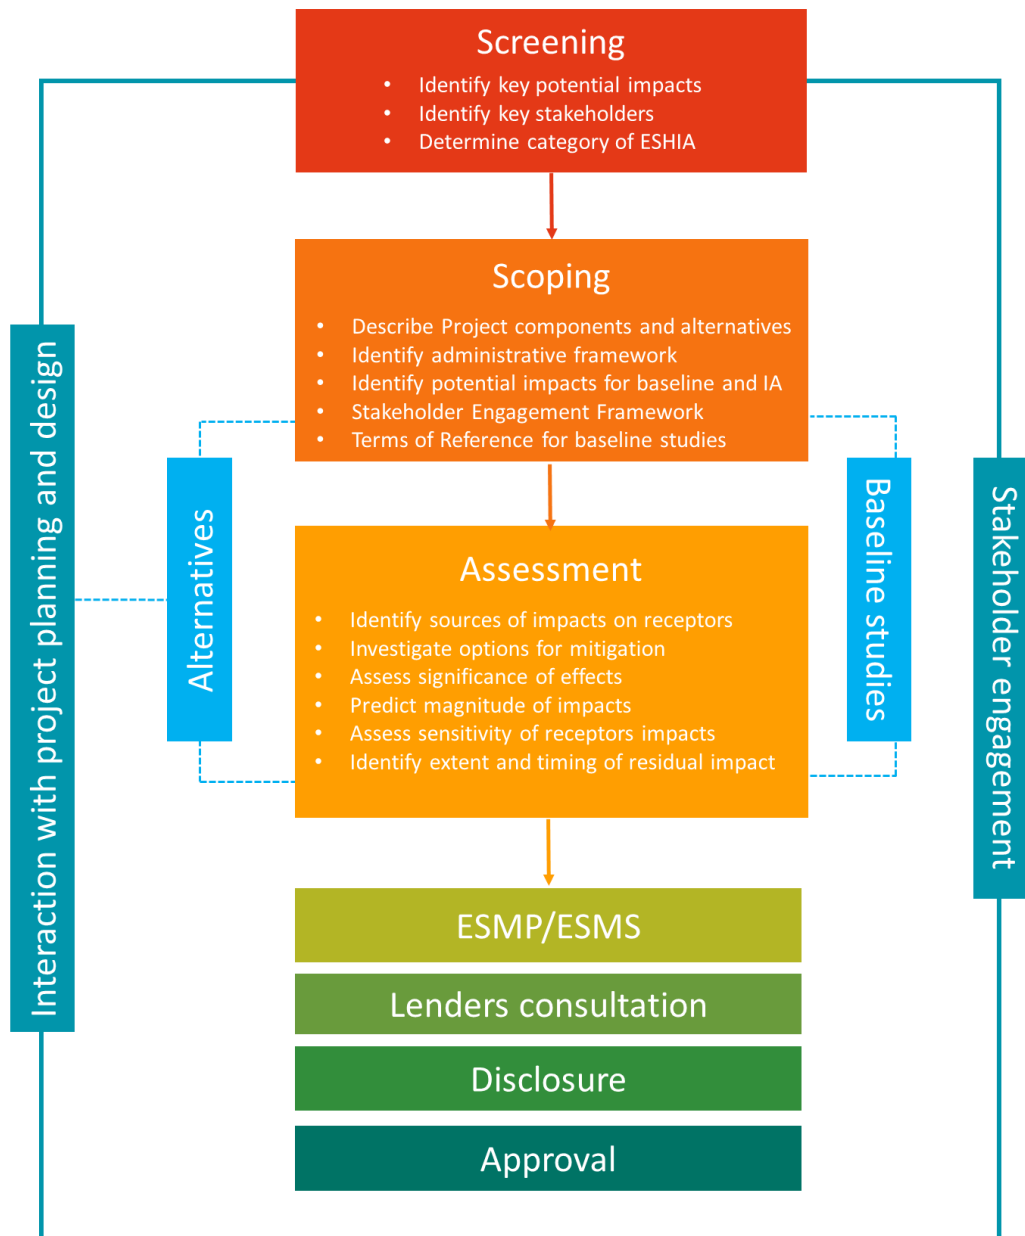 Screening
• Identify key potential impacts
• Identify key stakeholders
• Determine category of ESHIA
Scoping
• Describe Project components and alternatives
• Identify administrative framework
• Identify potential impacts for baseline and IA
• Stakeholder Engagement Framework
• Terms of Reference for baseline studies
Interaction with project planning and design
Alternatives
Baseline studies
Stakeholder engagement
Assessment
• Identify sources of impacts on receptors
• Investigate options for mitigation
• Assess significance of effects
• Predict magnitude of impacts
• Assess sensitivity of receptors impacts
• Identify extent and timing of residual impact
ESMP/ESMS
Lenders consultation
Disclosure
Approval